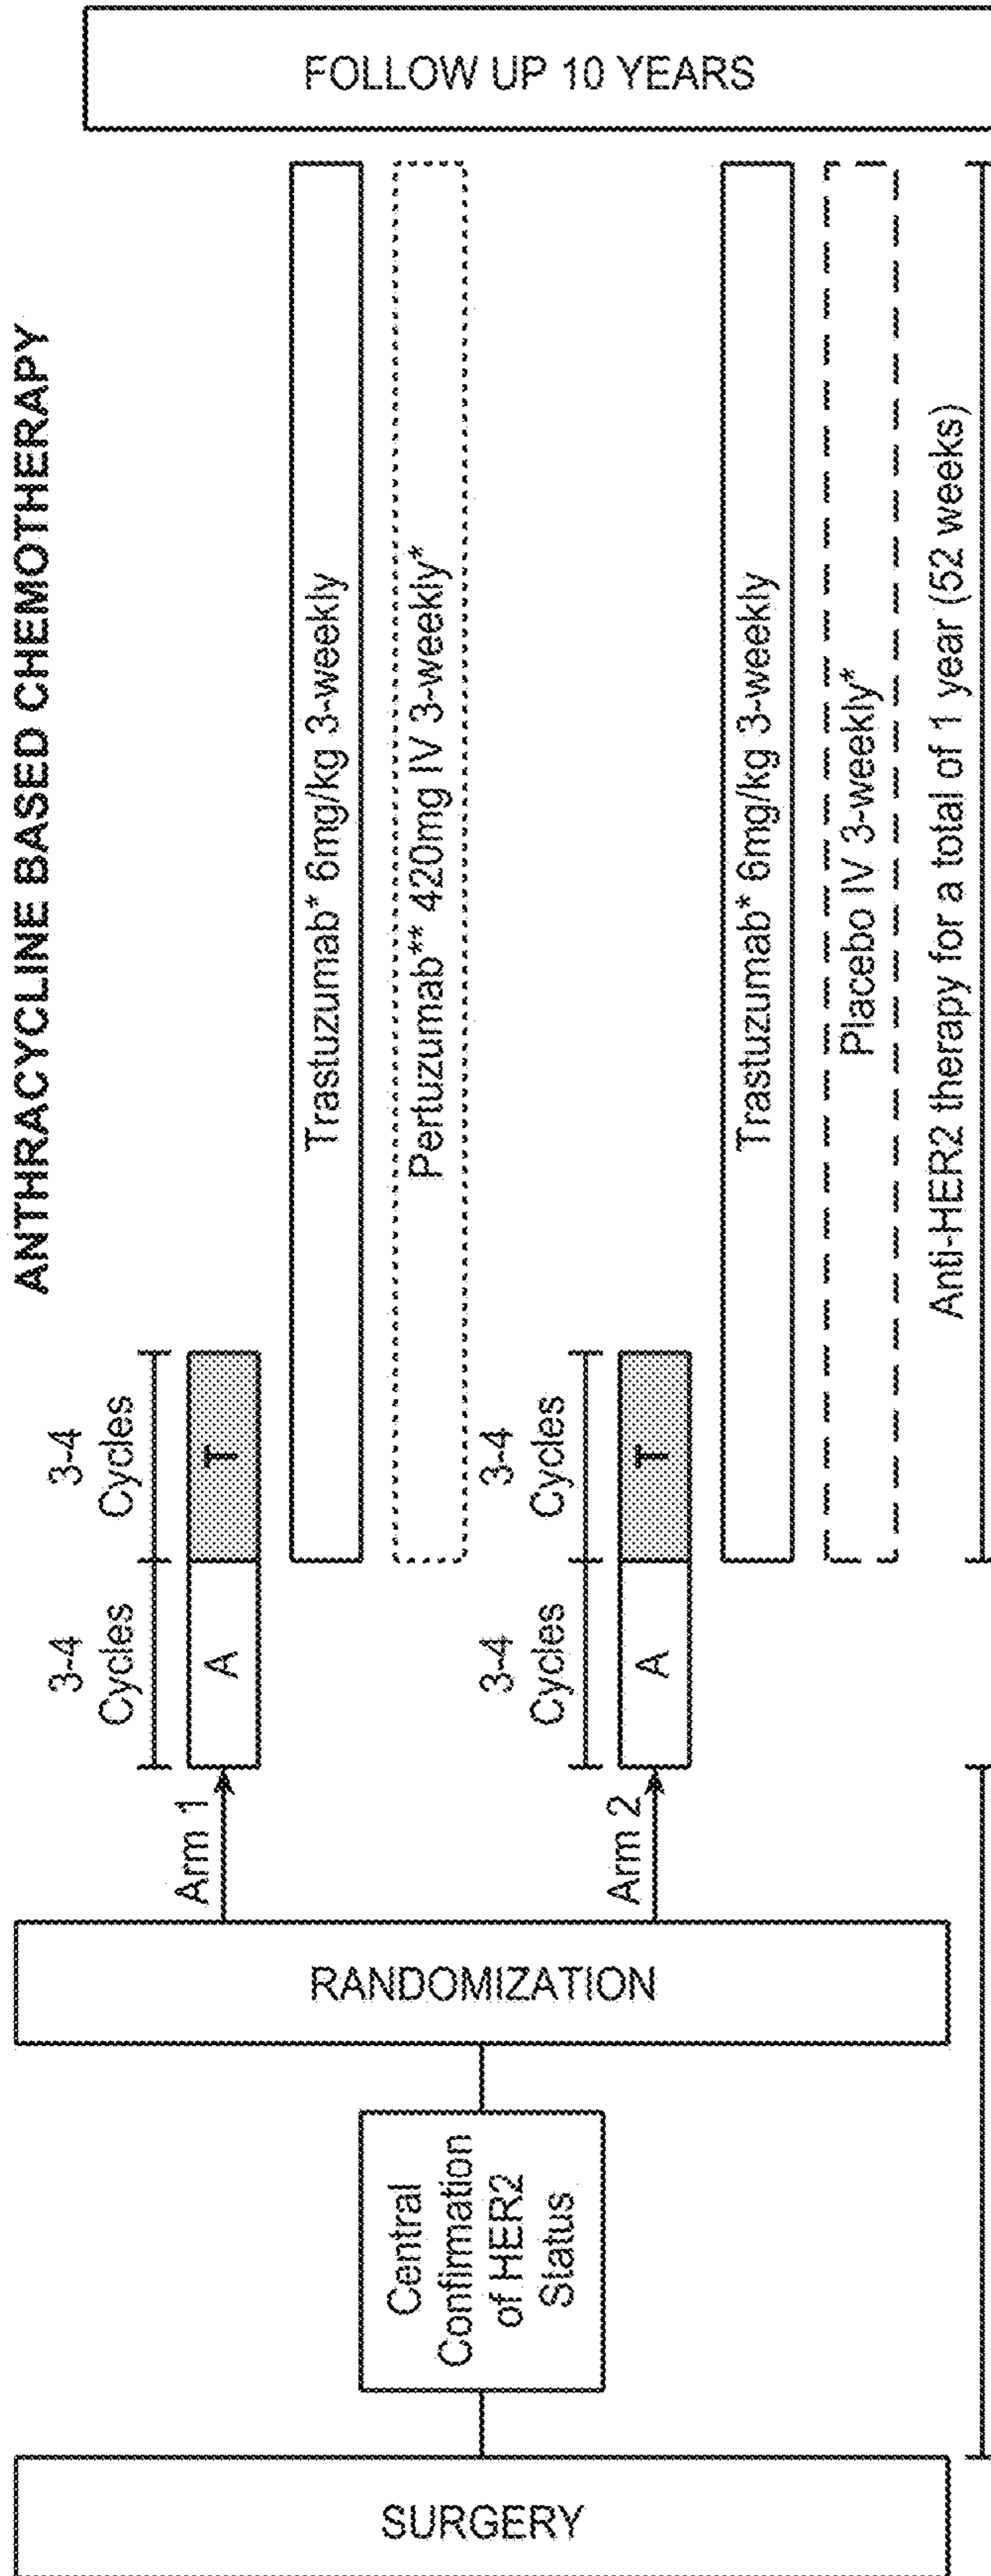 ANTHRACYCLINE BASED CHEMOTHERAPY
SURGERY
Central
Confirmation
of HER2
Status
RANDOMIZATION
Arm 1
3-4
Cycles
3-4
Cycles
A
T
Trastuzumab* 6mg/kg 3-weekly
Pertuzumab** 420mg IV 3-weekly*
Arm 2
3-4
Cycles
3-4
Cycles
A
T
Trastuzumab* 6mg/kg 3-weekly
Placebo IV 3-weekly*
Anti-HER2 therapy for a total of 1 year (52 weeks)
FOLLOW UP 10 YEARS